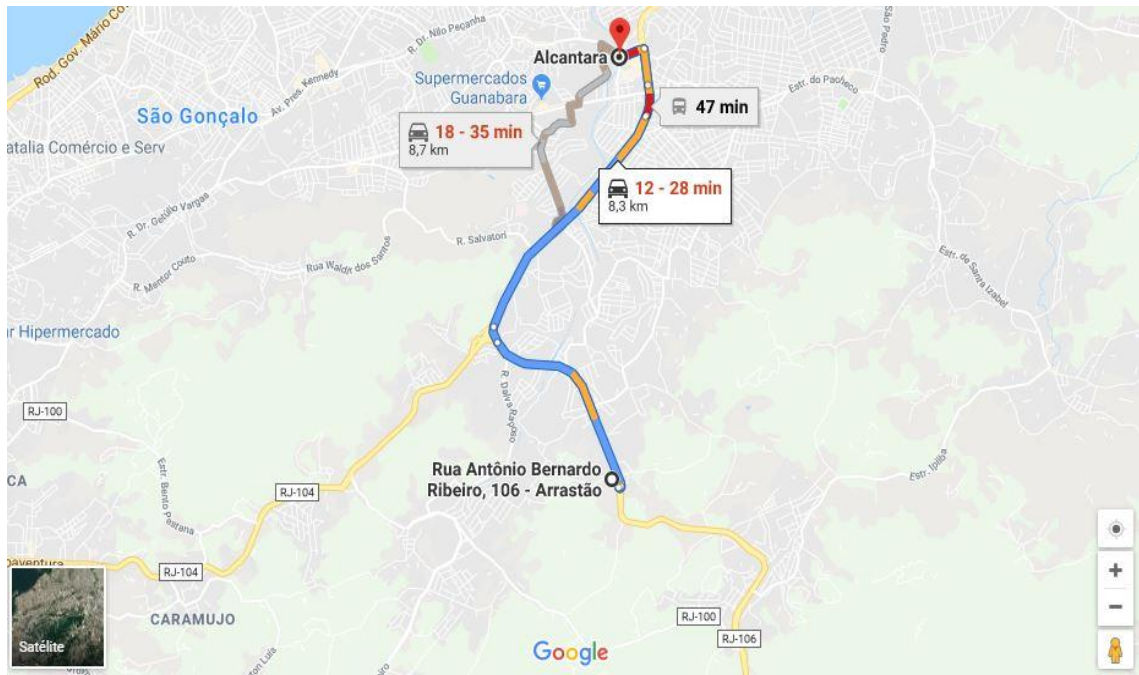 Rod. Gov. Mário Co
R. Dr. Nilo Peçanha
Alcantara
São Pedro
Av. Pres. Kennedy
Supermercados
Guanabara
Estr. do Pacheco
47 min
São Gonçalo
18 - 35 min
8,7 km
atalia Comércio e Serv
12 - 28 min
8,3 km
R. Dr. Getúlio Vargas
R. Salvatori
Rua Waldir dos Santos
R. Mentor Couto
Estr. de Santa Izabel
ar Hipermercado
R. Dalva Raposo
RJ-100
Rua Antônio Bernardo
Ribeiro, 106 - Arrastão
CA
Estr. Bento Pestana
Estr. Ipiíba
RJ-104
oaventura
RJ-104
CARAMUJO
RJ-100
RJ-106
Satélite
Google